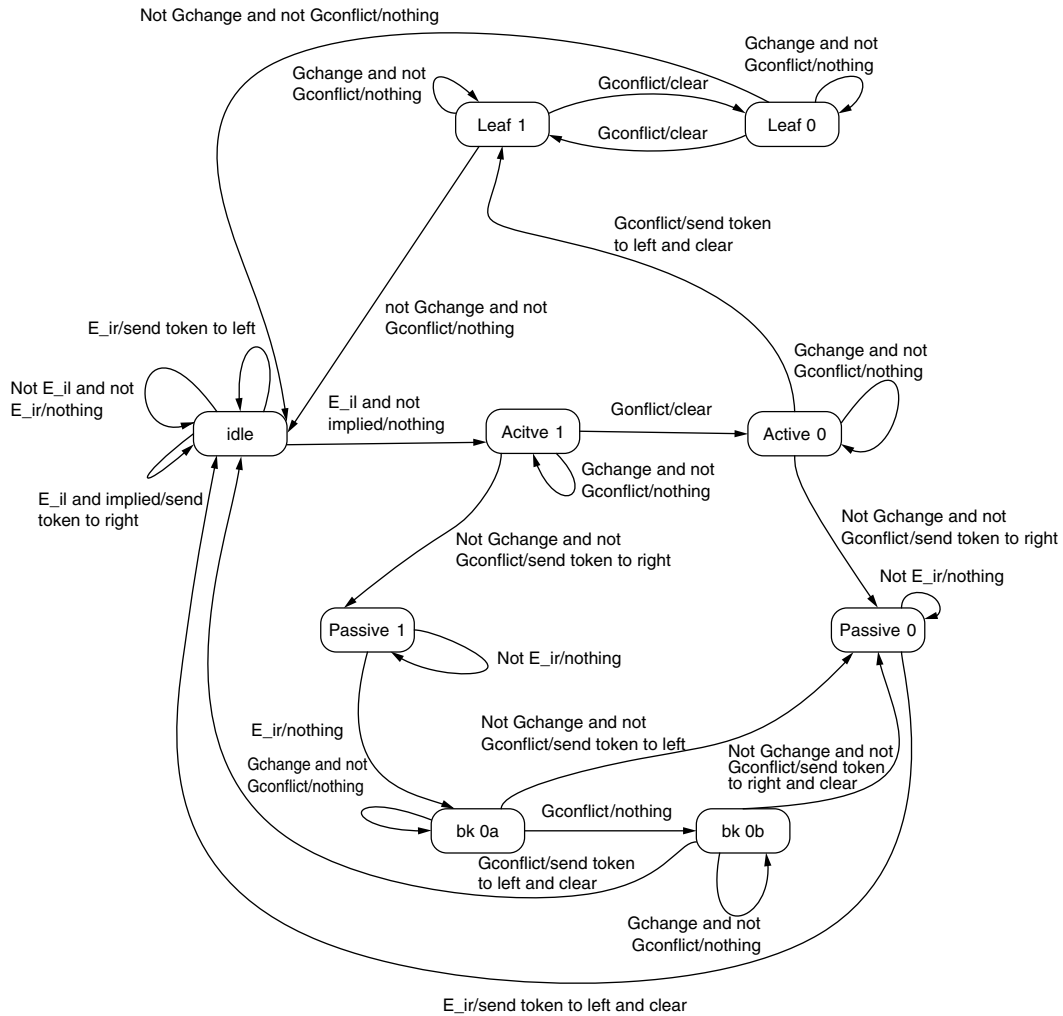 Not Gchange and not Gconflict/nothing
Gchange and not
Gconflict/nothing
Gchange and not
Gconflict/nothing
Gconflict/clear
Leaf 1
Leaf 0
Gconflict/clear
Gconflict/send token
to left and clear
not Gchange and not
Gconflict/nothing
E_ir/send token to left
Not E_il and not
E_ir/nothing
Gchange and not
Gconflict/nothing
E_il and not
implied/nothing
Gonflict/clear
idle
Acitve 1
Actve 0
Gchange and not
Gconflict/nothing
E_il and implied/send
token to right
Not Gchange and not
Gconflict/send token to right
Not Gchange and not
Gconflict/send token to right
Not E_ir/nothing
Passive 1
Passive 0
Not E_ir/nothing
E_ir/nothing
Not Gchange and not
Gconflict/send token to left
Not Gchange and not
Gconflict/send token
to right and clear
Gchange and not
Gconflict/nothing
Gconflict/nothing
bk 0a
bk 0b
Gconflict/send token
to left and clear
Gchange and not
Gconflict/nothing
E_ir/send token to left and clear